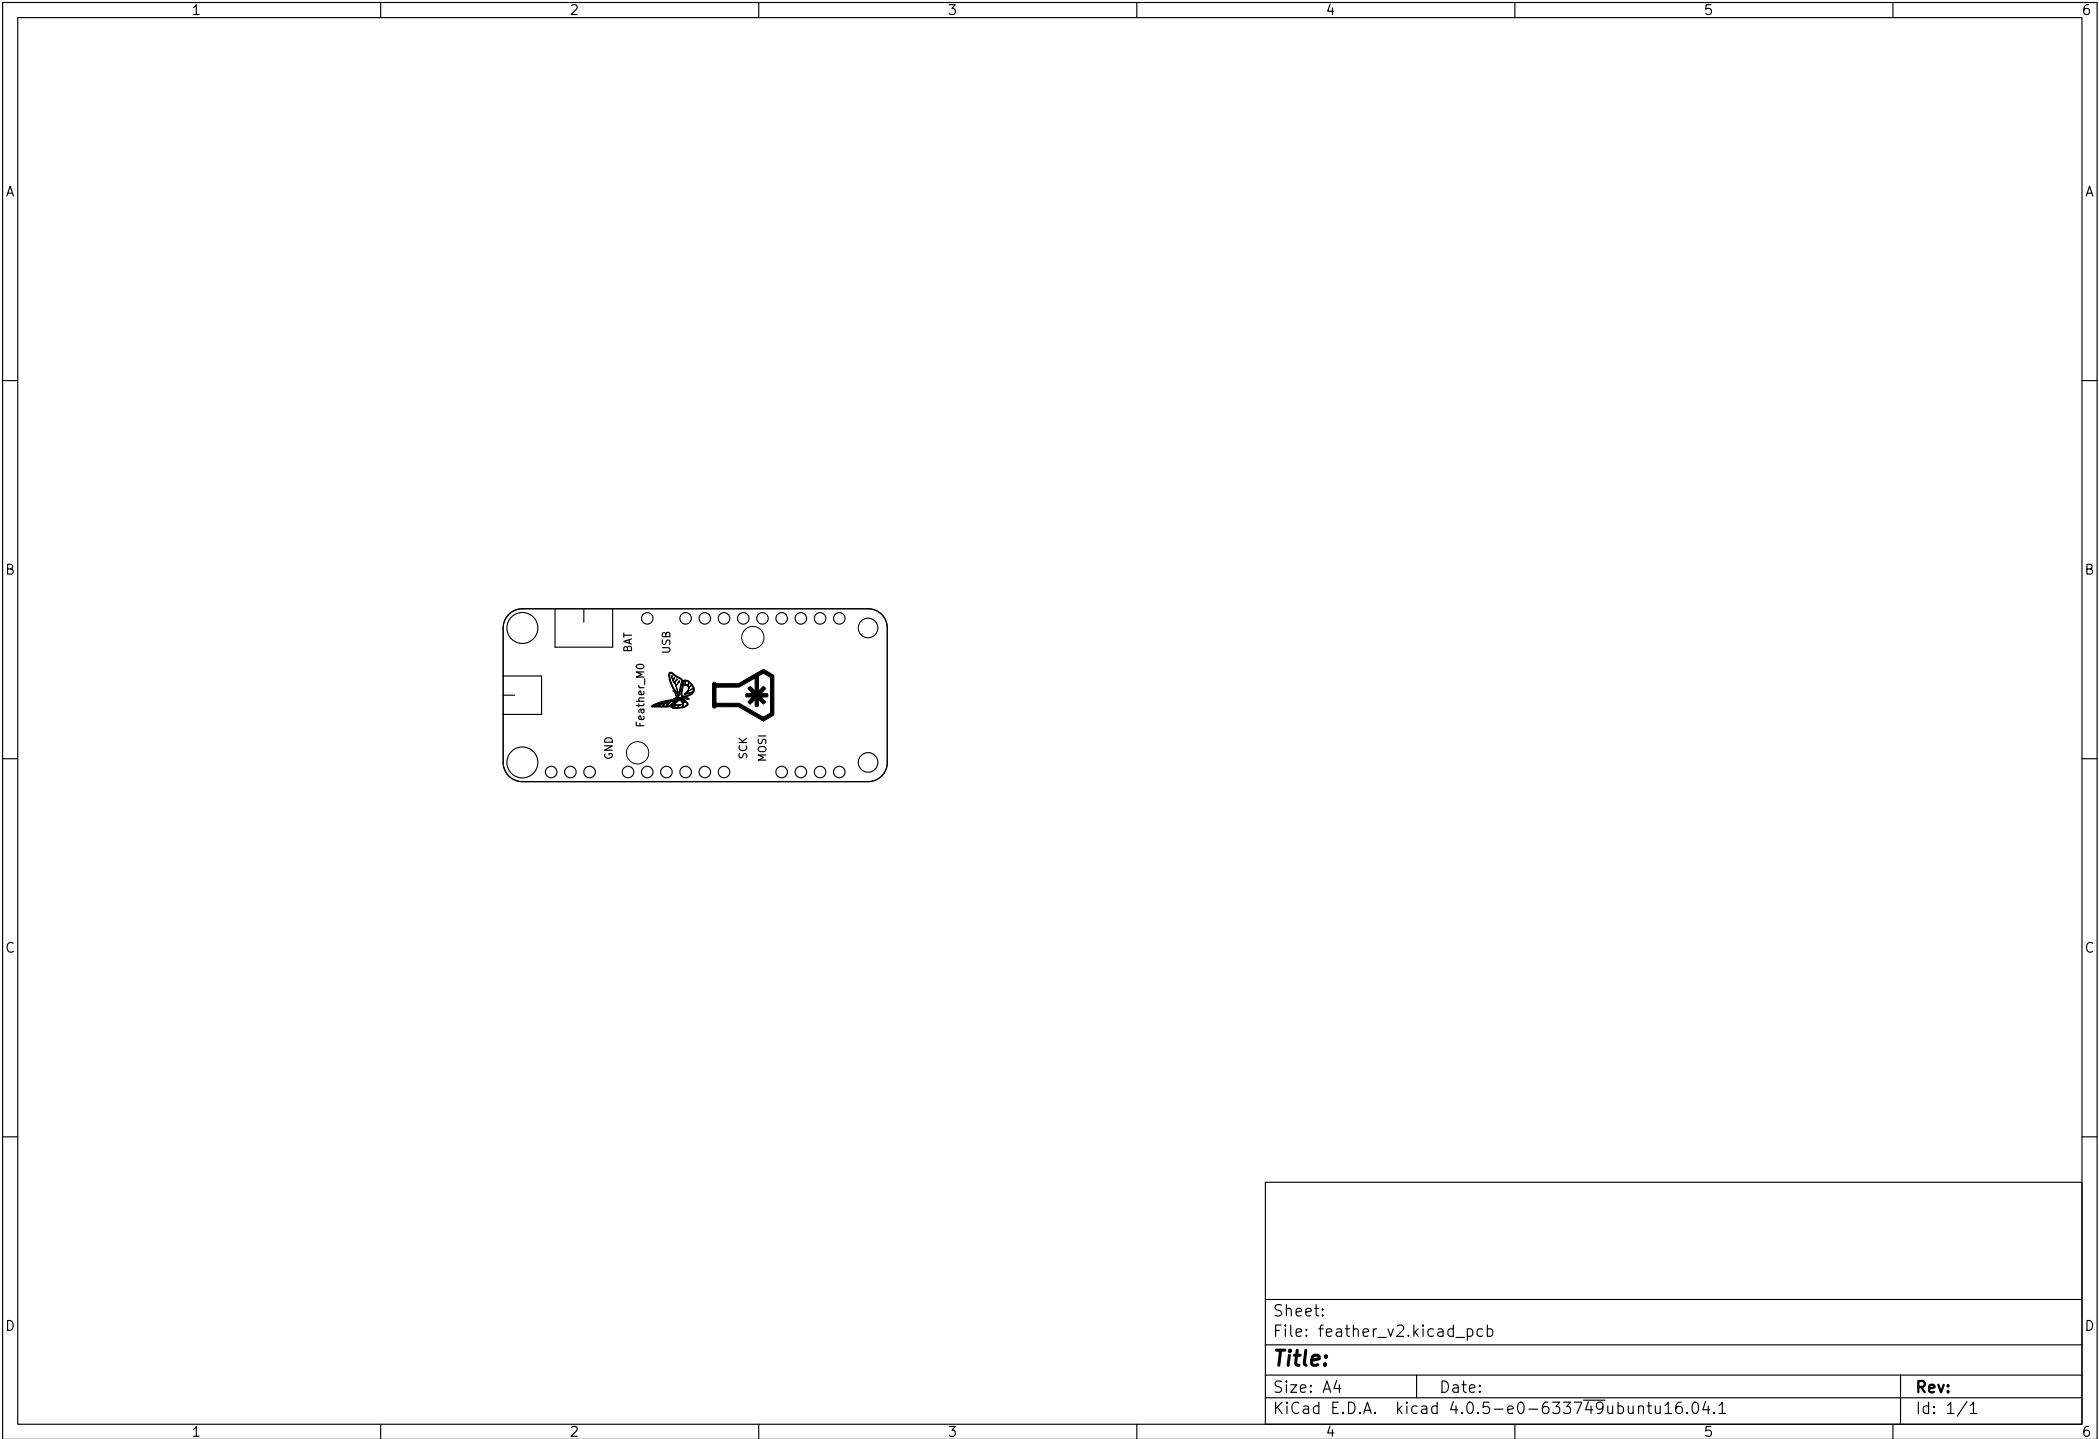 1 2 3 4 5 6
A A
B B
BAT
USB
Feather_M0
GND
SCK
MOSI
C C
Sheet:
File: feather_v2.kicad_pcb
D D
Title:
Size: A4 Date: Rev:
KiCad E.D.A. kicad 4.0.5-e0-633749ubuntu16.04.1 Id: 1/1
1 2 3 4 5 6